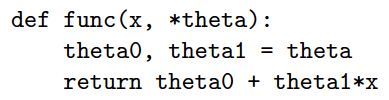 def func(x, *theta):
    theta0, theta1 = theta
    return theta0 + theta1*x